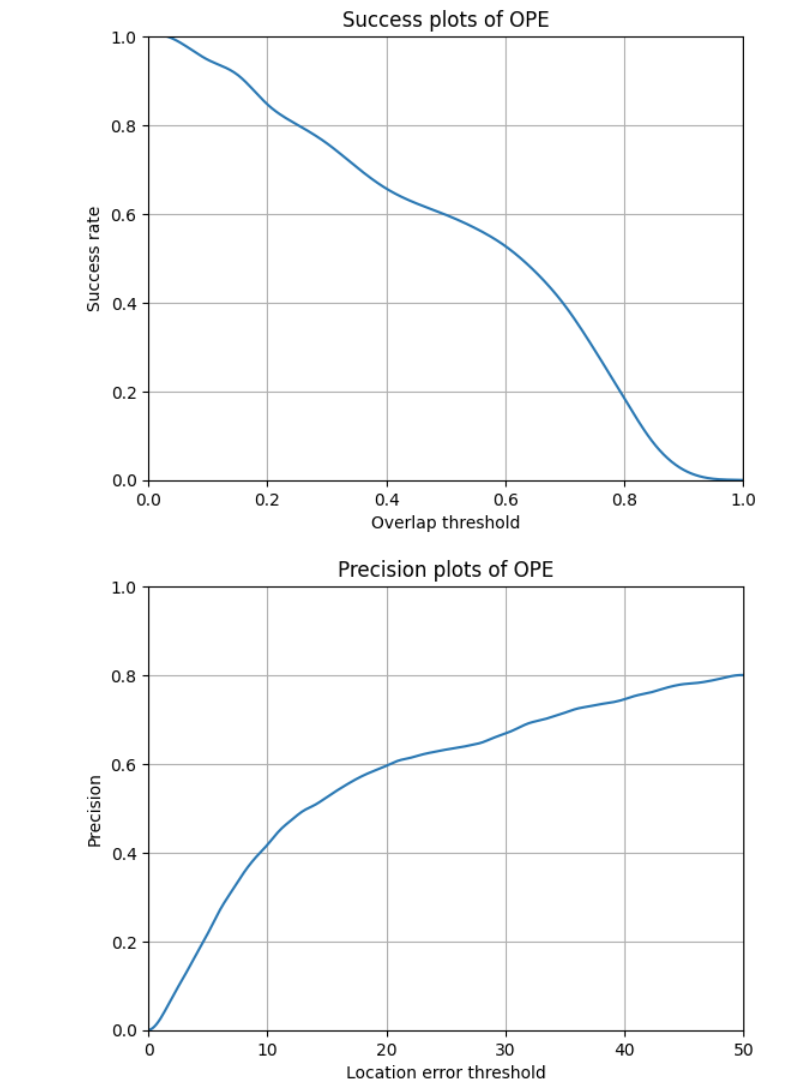 Success plots of OPE
1.0
0.8
0.6
0.4
0.2
0.0
Success rate
0.0 0.2 0.4 0.6 0.8 1.0
Overlap threshold
Precision plots of OPE
1.0
0.8
0.6
0.4
0.2
0.0
Precision
0 10 20 30 40 50
Location error threshold